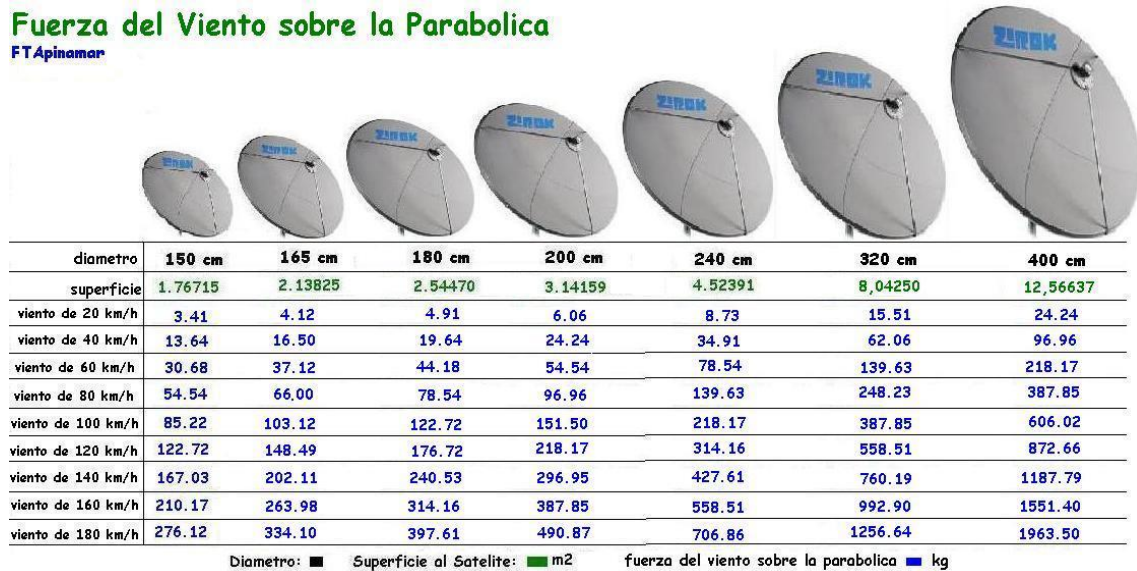 Fuerza del Viento sobre la Parabolica
FTApinamar
ZIROK ZIROK ZIROK ZIROK ZIROK ZIROK ZIROK
diametro 150 cm 165 cm 180 cm 200 cm 240 cm 320 cm 400 cm
superficie 1.76715 2.13825 2.54470 3.14159 4.52391 8,04250 12,56637
viento de 20 km/h 3.41 4.12 4.91 6.06 8.73 15.51 24.24
viento de 40 km/h 13.64 16.50 19.64 24.24 34.91 62.06 96.96
viento de 60 km/h 30.68 37.12 44.18 54.54 78.54 139.63 218.17
viento de 80 km/h 54.54 66,00 78.54 96.96 139.63 248.23 387.85
viento de 100 km/h 85.22 103.12 122.72 151.50 218.17 387.85 606.02
viento de 120 km/h 122.72 148.49 176.72 218.17 314.16 558.51 872.66
viento de 140 km/h 167.03 202.11 240.53 296.95 427.61 760.19 1187.79
viento de 160 km/h 210.17 263.98 314.16 387.85 558.51 992.90 1551.40
viento de 180 km/h 276.12 334.10 397.61 490.87 706.86 1256.64 1963.50
Diametro: Superficie al Satelite: m2 fuerza del viento sobre la parabolica kg